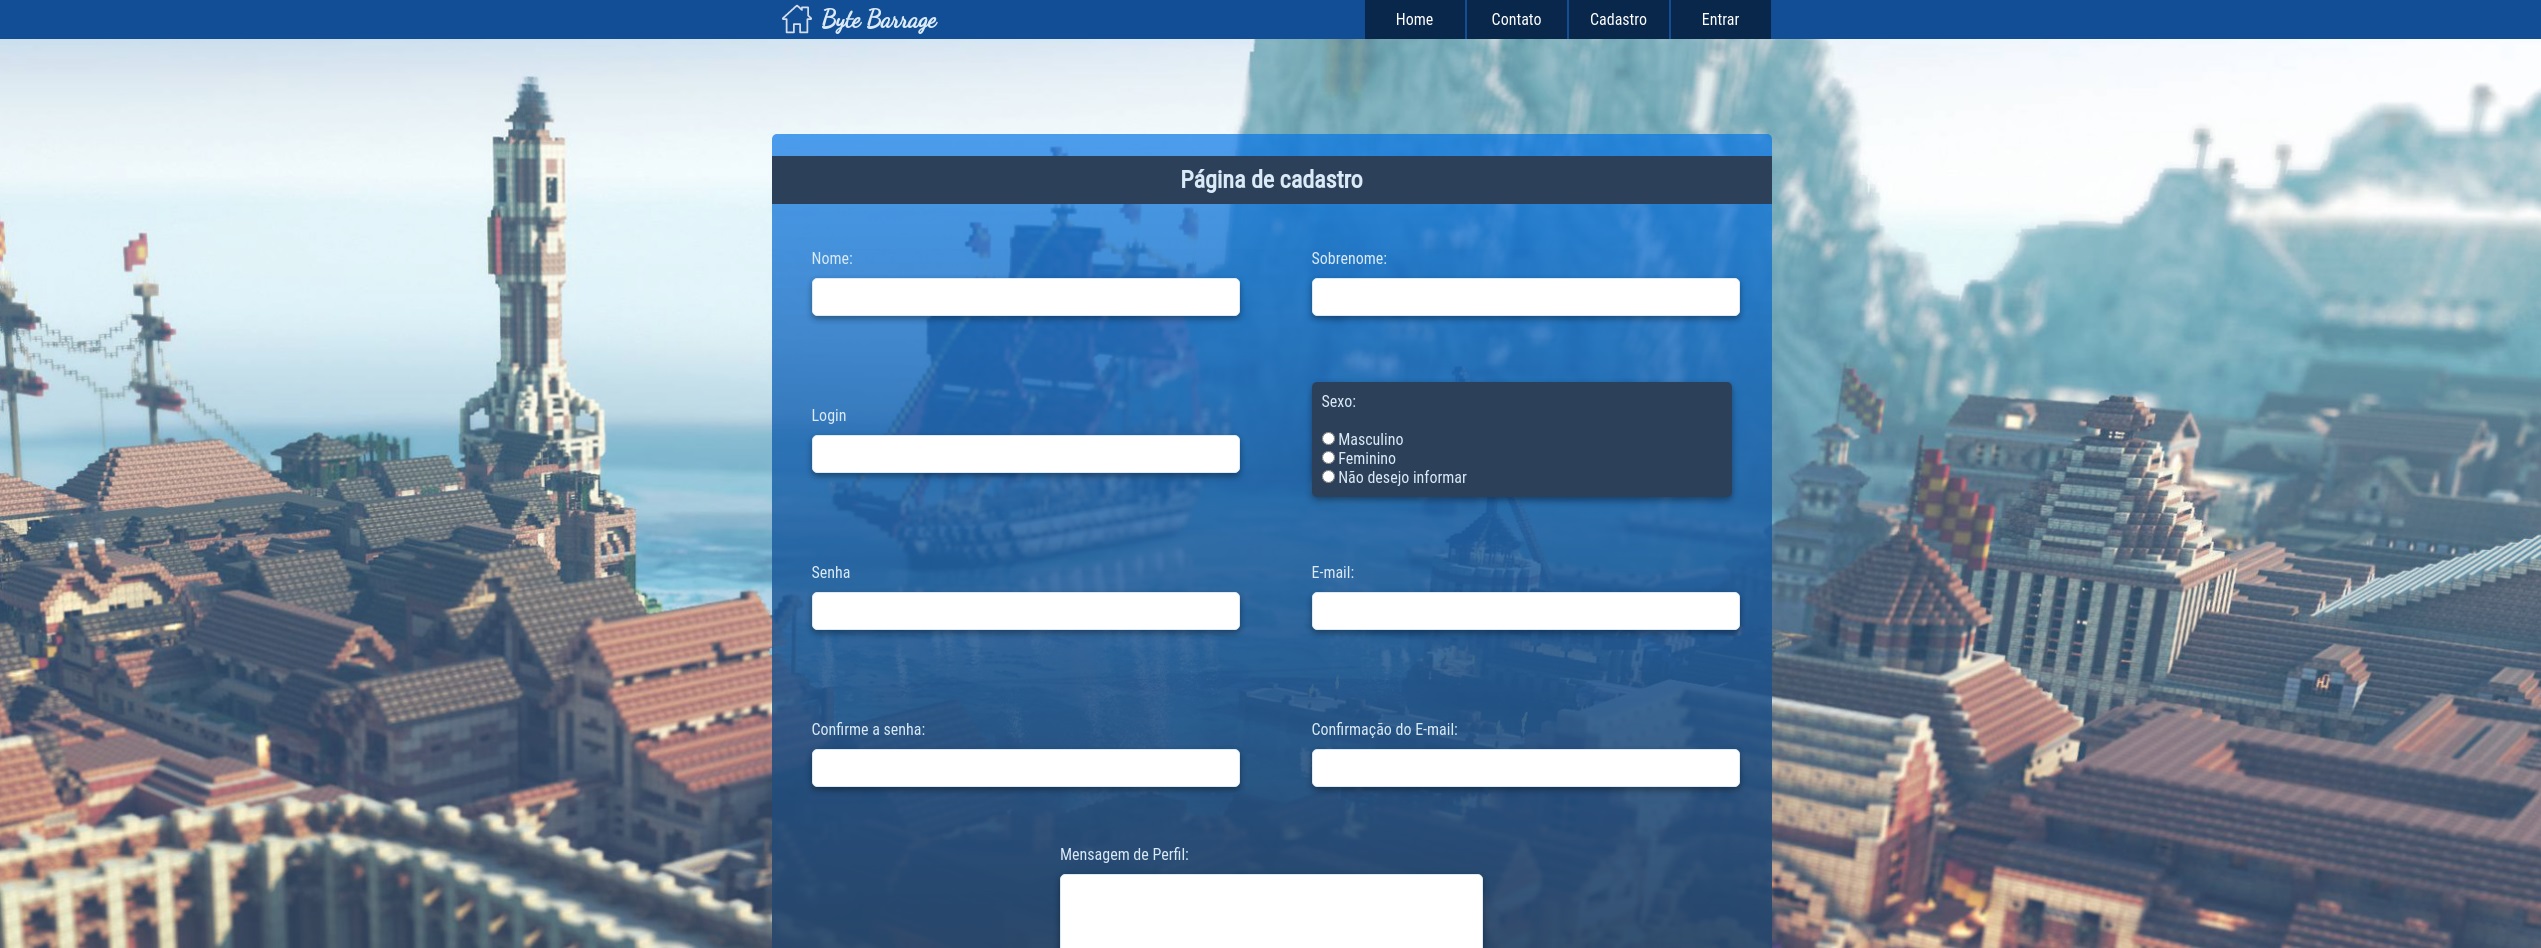 Byte Barrage
Home
Contato
Cadastro
Entrar
Página de cadastro
Nome:
Sobrenome:
Login
Sexo:
Masculino
Feminino
Não desejo informar
Senha
E-mail:
Confirme a senha:
Confirmação do E-mail:
Mensagem de Perfil: